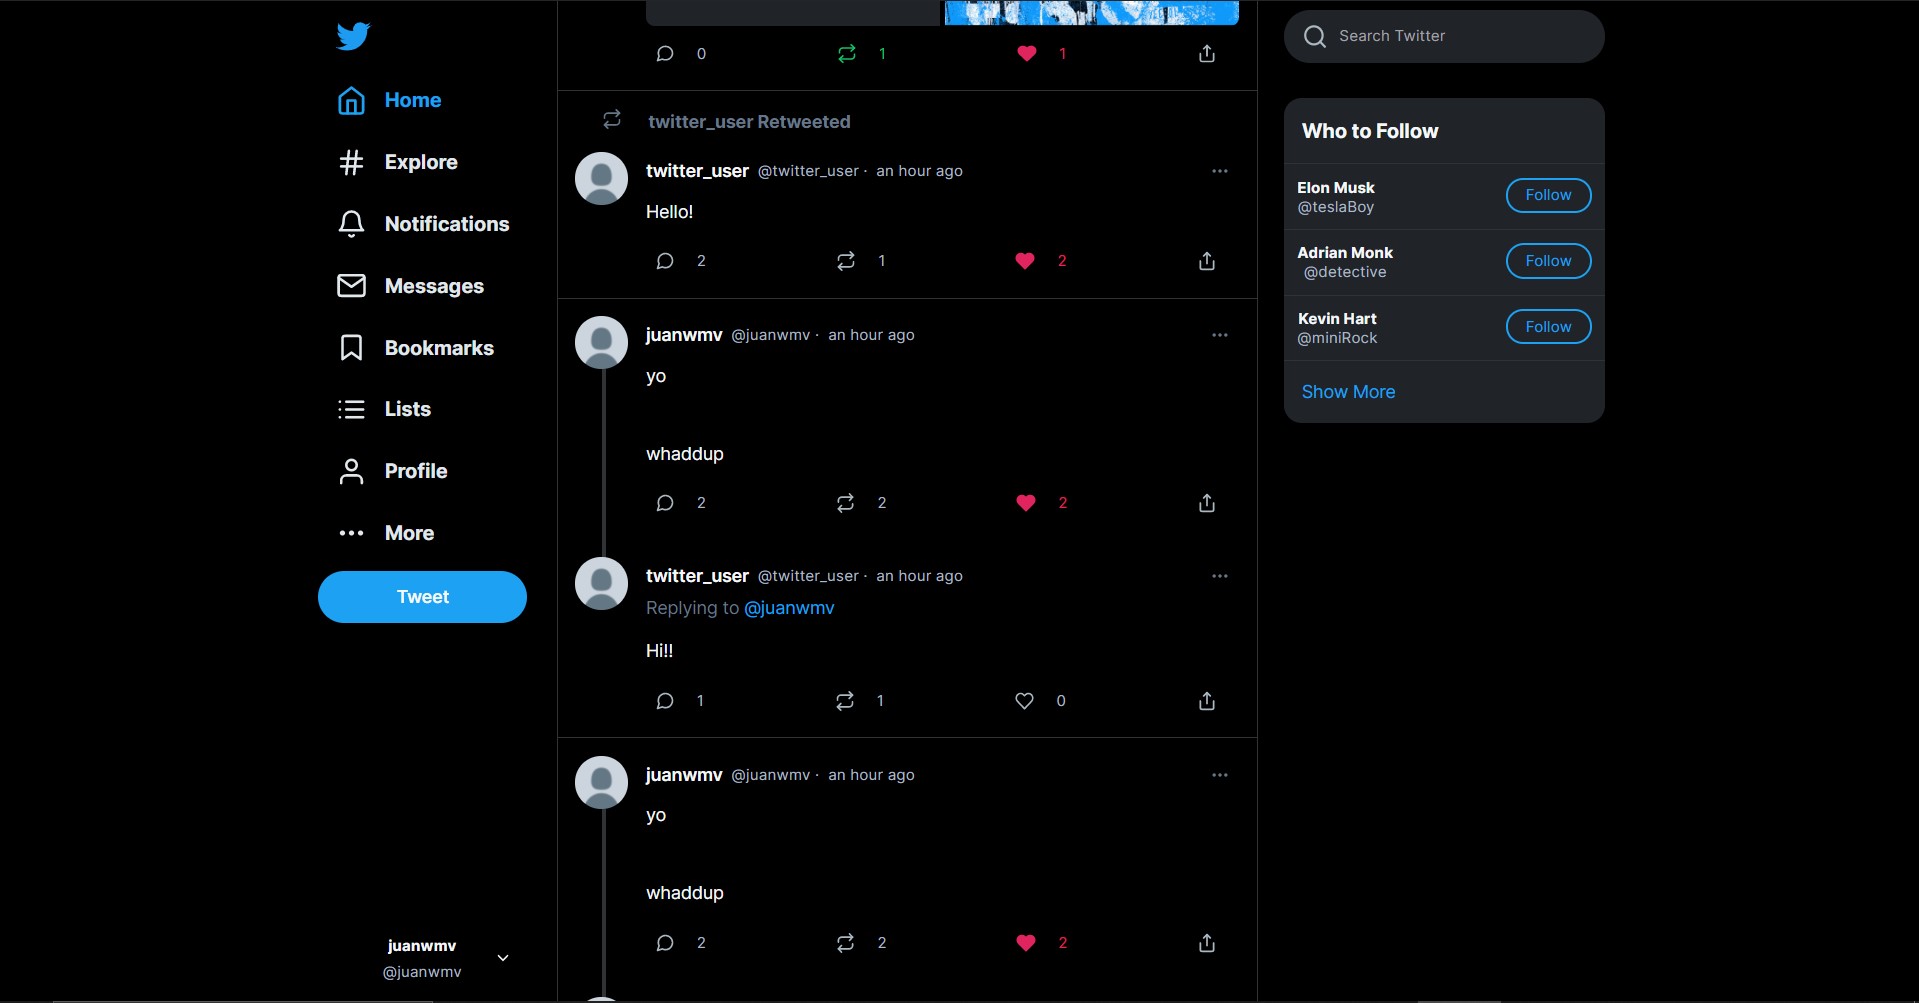 Home
Explore
Notifications
Messages
Bookmarks
Lists
Profile
More
Tweet
juanwmv
@juanwmv
0 1 1
twitter_user Retweeted
twitter_user @twitter_user · an hour ago
Hello!
2 1 2
juanwmv @juanwmv · an hour ago
yo
whaddup
2 2 2
twitter_user @twitter_user · an hour ago
Replying to @juanwmv
Hi!!
1 1 0
juanwmv @juanwmv · an hour ago
yo
whaddup
2 2 2
Search Twitter
Who to Follow
Elon Musk
@teslaBoy
Follow
Adrian Monk
@detective
Follow
Kevin Hart
@miniRock
Follow
Show More